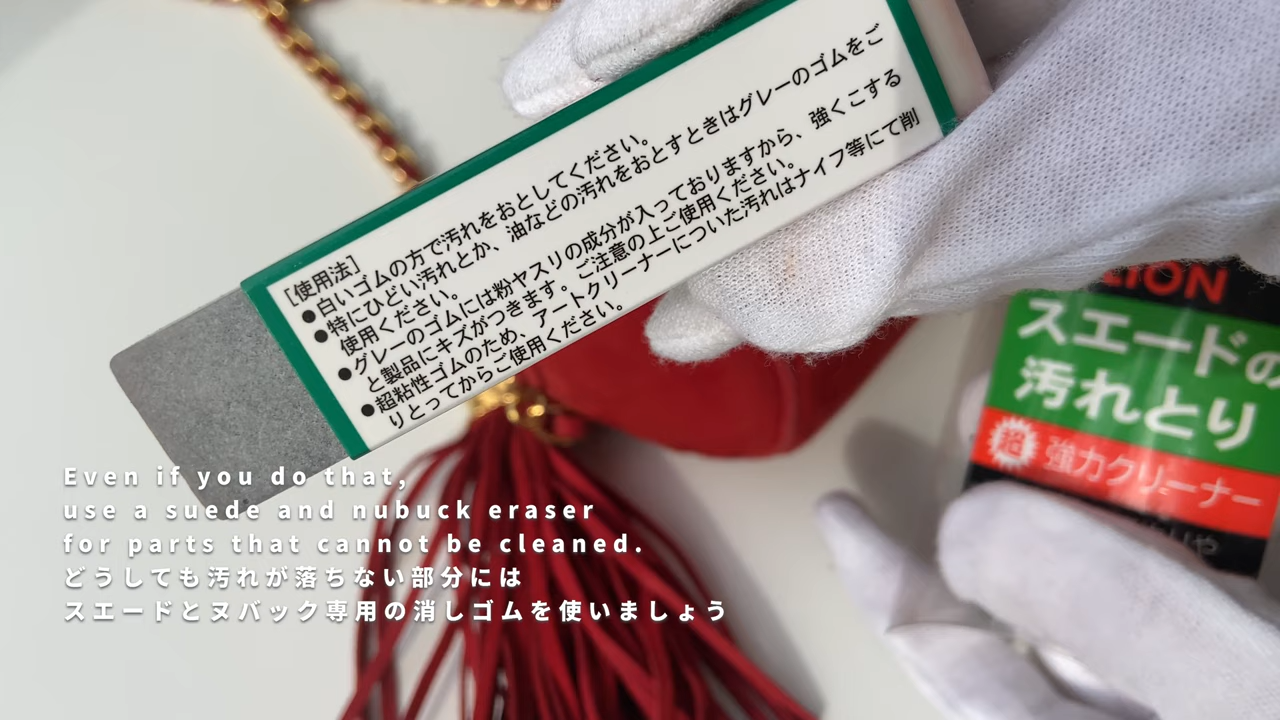 [使用法]
●白いゴムの方で汚れをおとしてください。
●特にひどい汚れとか、油などの汚れをおとすときはグレーのゴムをご
使用ください。
●グレーのゴムには粉ヤスリの成分が入っておりますから、強くこする
と製品にキズがつきます。ご注意の上ご使用ください。
●超粘性ゴムのため、アートクリーナーについた汚れはナイフ等にて削
りとってからご使用ください。
LION
スエードの
汚れとり
超 強力クリーナー
Even if you do that,
use a suede and nubuck eraser
for parts that cannot be cleaned.
どうしても汚れが落ちない部分には
スエードとヌバック専用の消しゴムを使いましょう